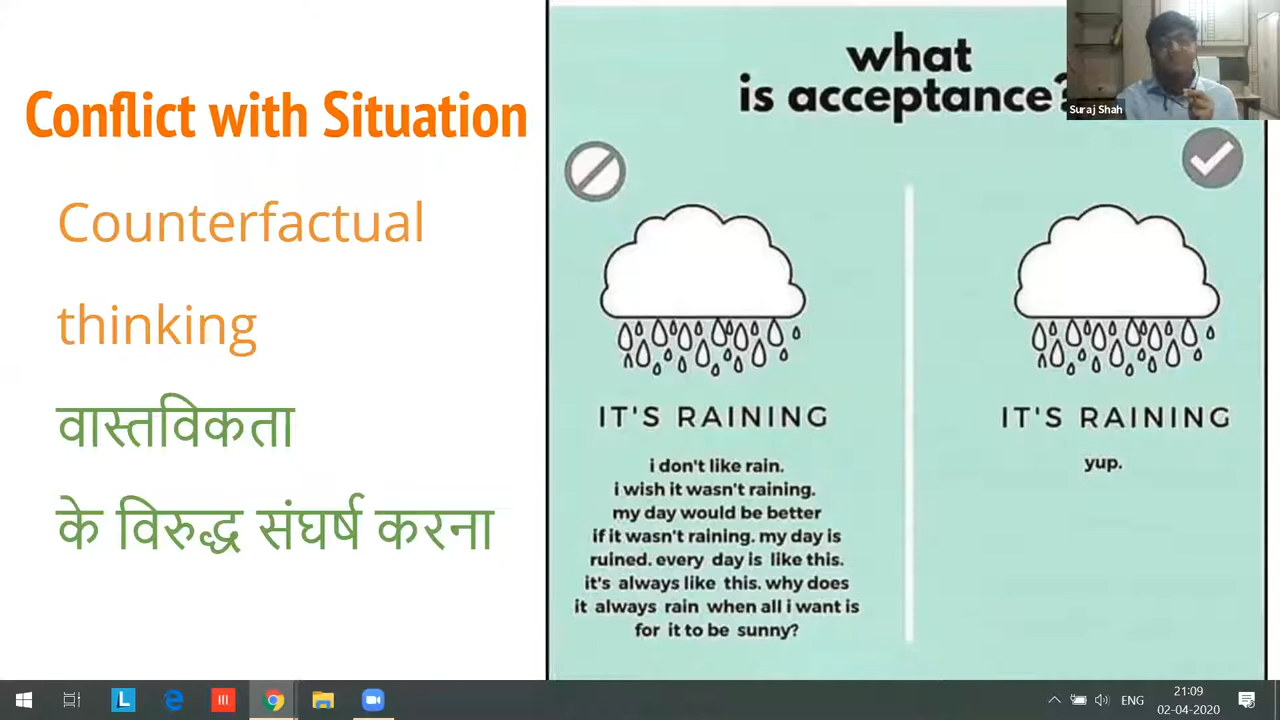 Conflict with Situation
Counterfactual
thinking
वास्तविकता
के विरुद्ध संघर्ष करना
what
is acceptance?
Suraj Shah
IT'S RAINING
i don't like rain.
i wish it wasn't raining.
my day would be better
if it wasn't raining. my day is
ruined. every day is like this.
it's always like this. why does
it always rain when all i want is
for it to be sunny?
IT'S RAINING
yup.
L
ENG
21:09
02-04-2020